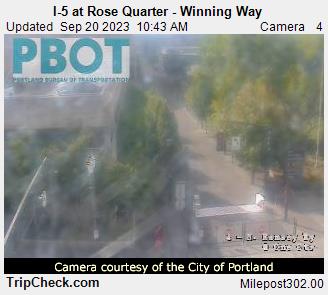 I-5 at Rose Quarter - Winning Way
Updated Sep 20 2023 10:43 AM Camera 4
PBOT
PORTLAND BUREAU OF TRANSPORTATION
Camera courtesy of the City of Portland
TripCheck.com Milepost302.00